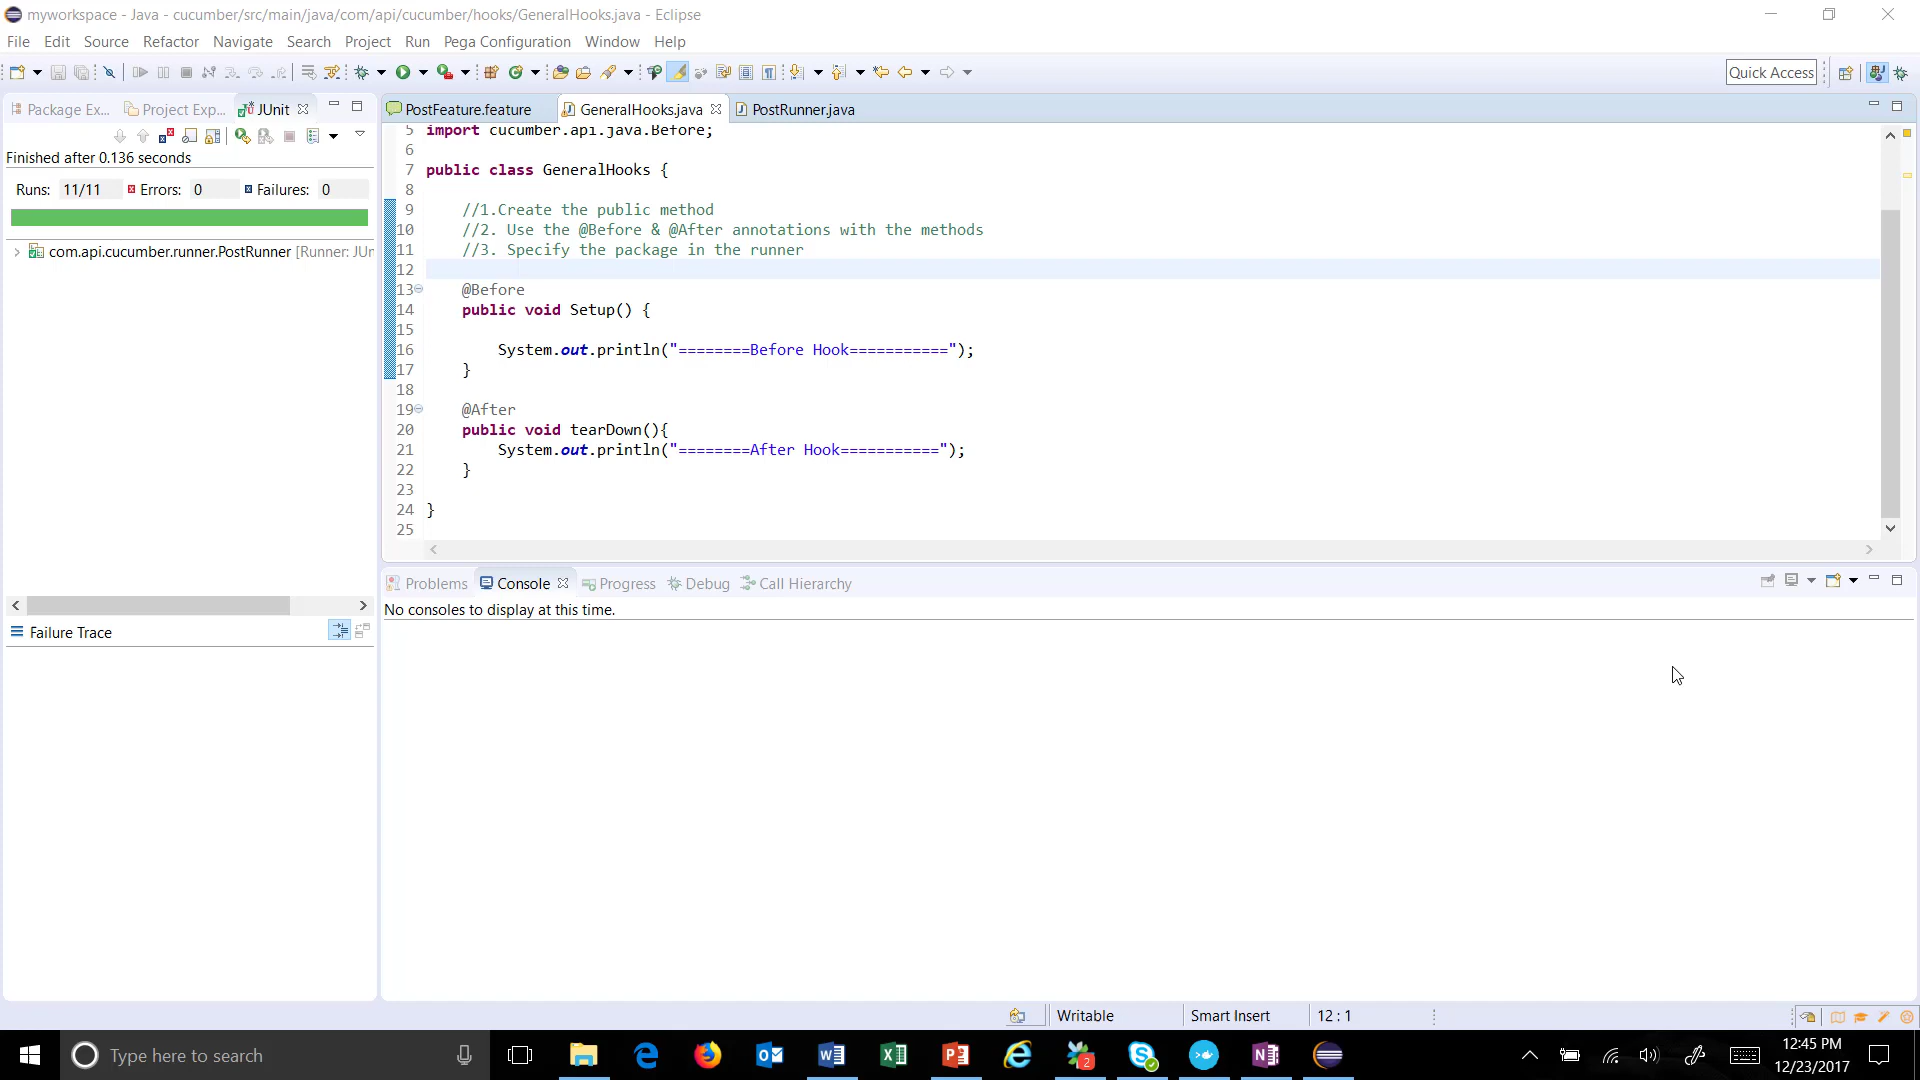 myworkspace - Java - cucumber/src/main/java/com/api/cucumber/hooks/GeneralHooks.java - Eclipse
File Edit Source Refactor Navigate Search Project Run Pega Configuration Window Help
Quick Access
Package Ex... Project Exp... JUnit
PostFeature.feature GeneralHooks.java PostRunner.java
Finished after 0.136 seconds
Runs: 11/11 Errors: 0 Failures: 0
com.api.cucumber.runner.PostRunner [Runner: JUn
Failure Trace
5 import cucumber.api.java.Before;
6
7 public class GeneralHooks {
8
9 //1.Create the public method
10 //2. Use the @Before & @After annotations with the methods
11 //3. Specify the package in the runner
12
13 @Before
14 public void Setup() {
15
16 System.out.println("========Before Hook===========");
17 }
18
19 @After
20 public void tearDown(){
21 System.out.println("========After Hook===========");
22 }
23
24 }
25
Problems Console Progress Debug Call Hierarchy
No consoles to display at this time.
Writable Smart Insert 12 : 1
Type here to search
2
12:45 PM
12/23/2017